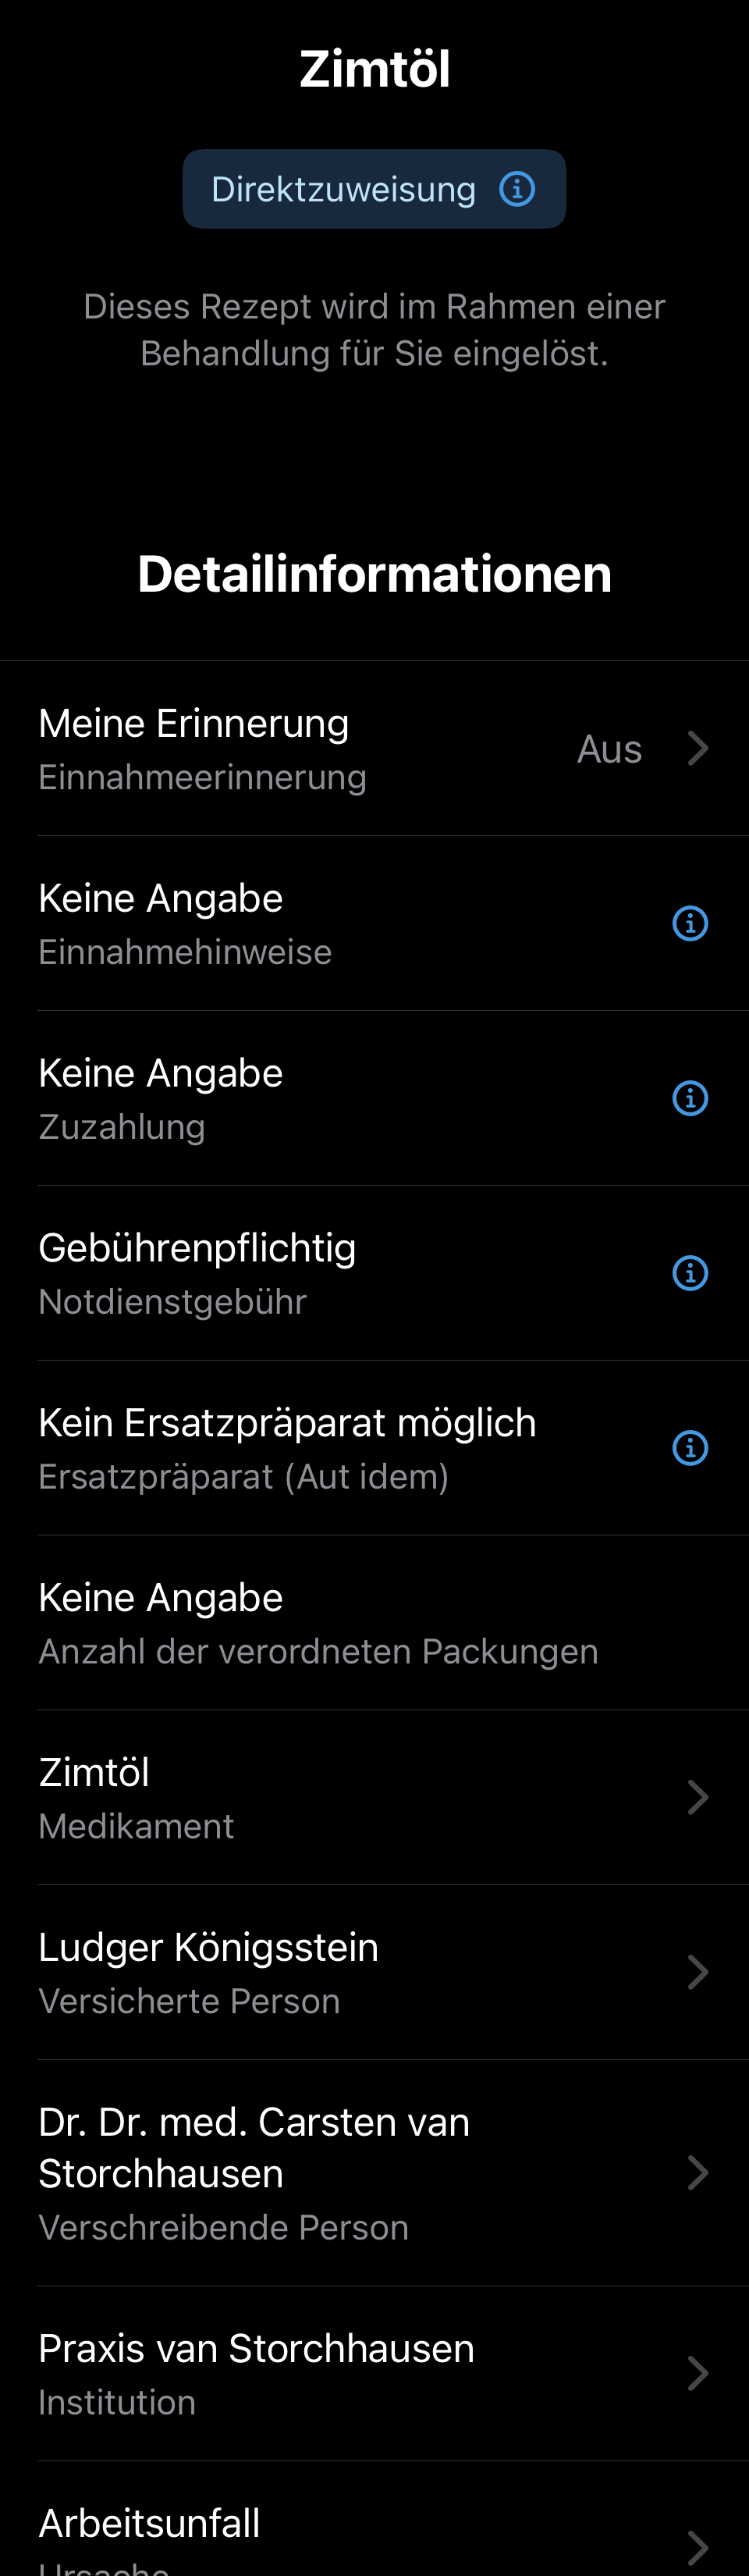 Zimtöl
Direktzuweisung
Dieses Rezept wird im Rahmen einer
Behandlung für Sie eingelöst.
Detailinformationen
Meine Erinnerung
Einnahmeerinnerung
Aus
Keine Angabe
Einnahmehinweise
Keine Angabe
Zuzahlung
Gebührenpflichtig
Notdienstgebühr
Kein Ersatzpräparat möglich
Ersatzpräparat (Aut idem)
Keine Angabe
Anzahl der verordneten Packungen
Zimtöl
Medikament
Ludger Königsstein
Versicherte Person
Dr. Dr. med. Carsten van
Storchhausen
Verschreibende Person
Praxis van Storchhausen
Institution
Arbeitsunfall
Ursache